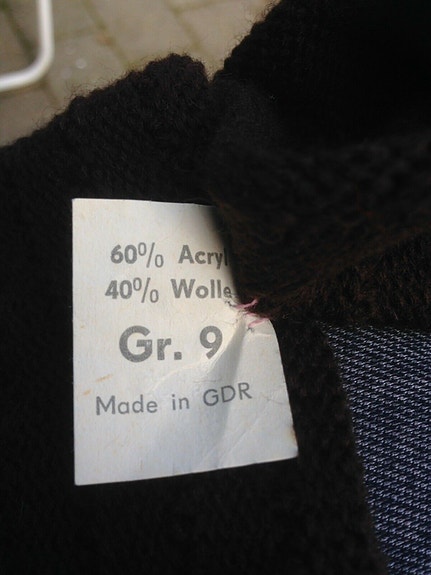 60% Acryl
40% Wolle
Gr. 9
Made in GDR